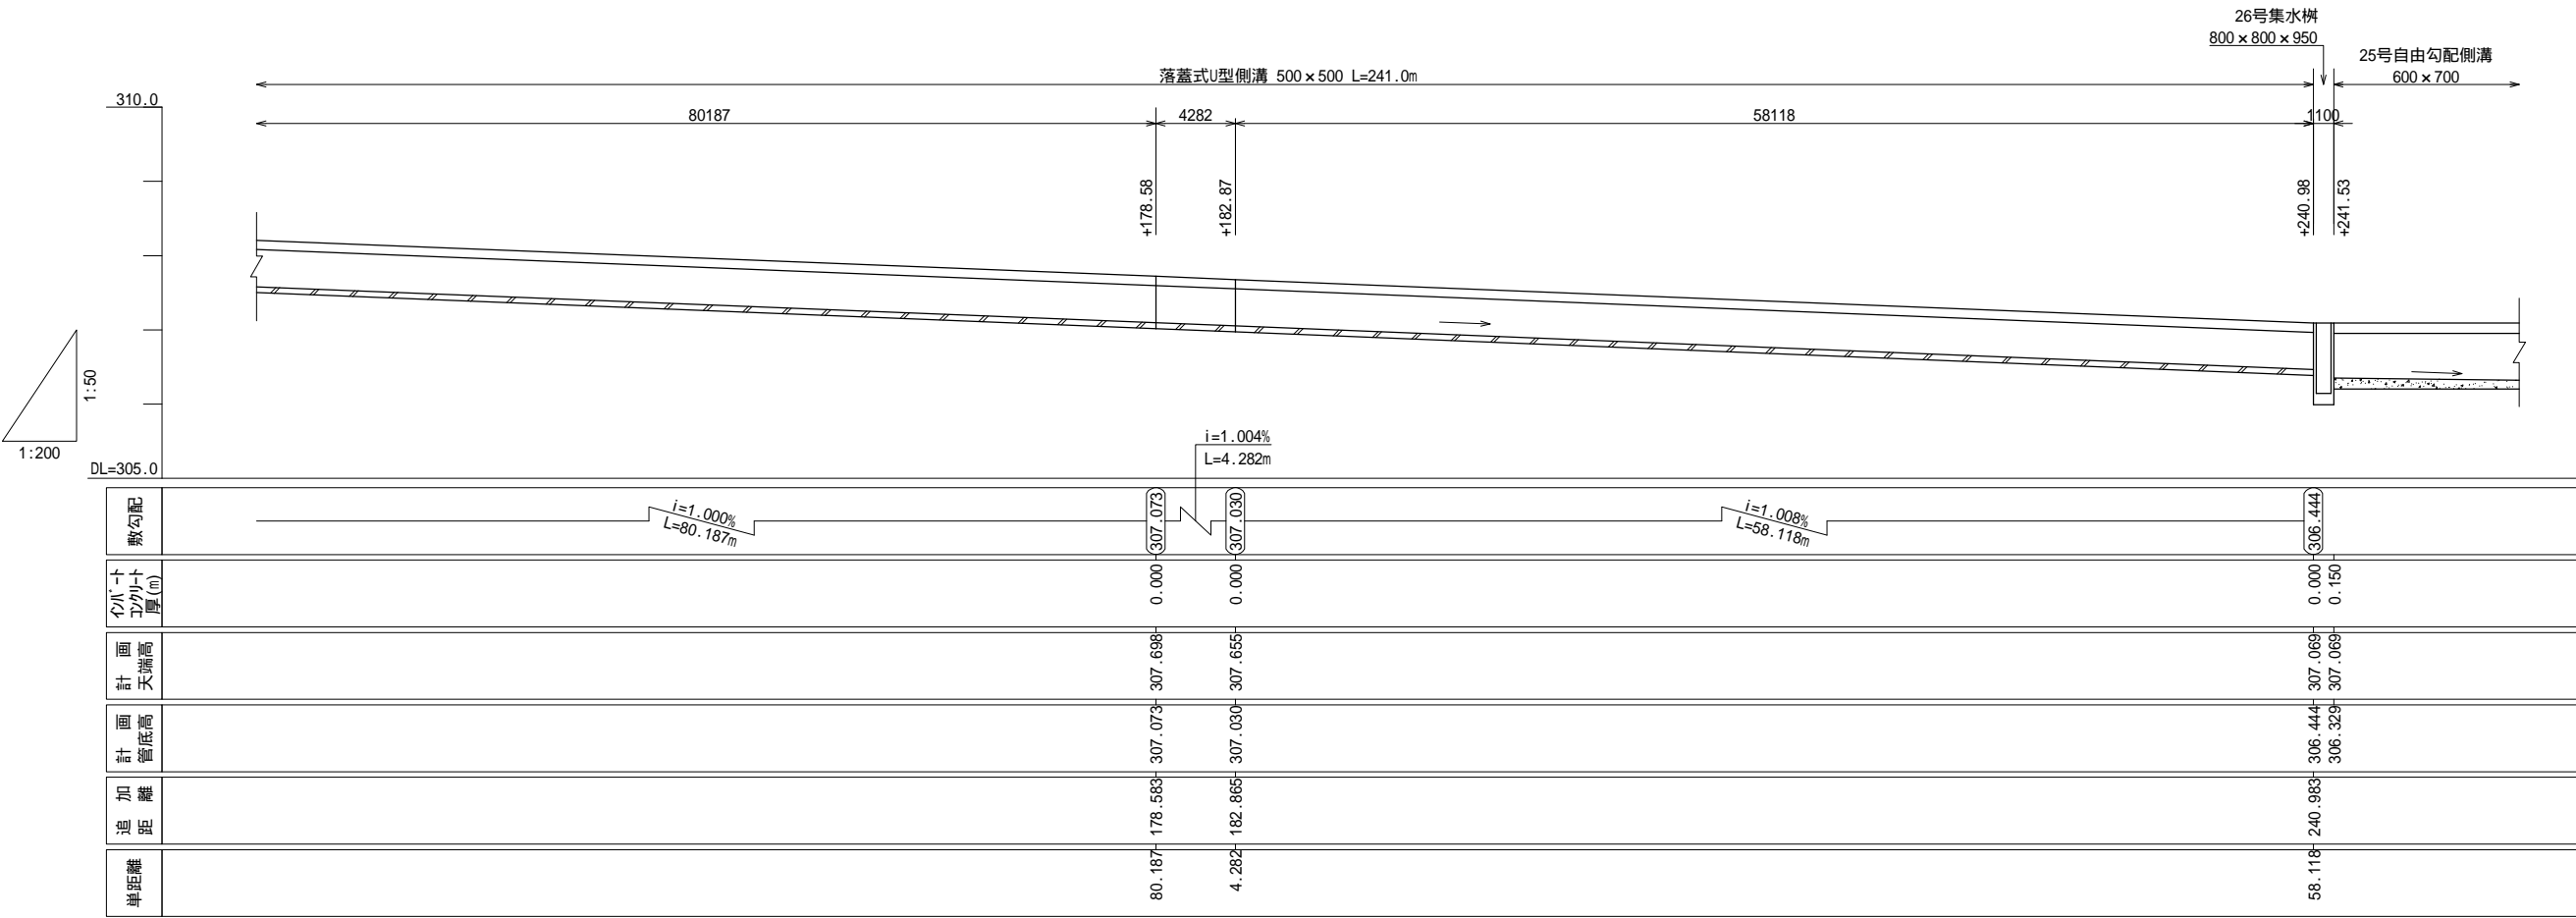 26号集水桝
800×800×950
25号自由勾配側溝
600×700
落蓋式U型側溝 500×500 L=241.0m
310.0
80187
4282
58118
1100
+178.58
+182.87
+240.98
+241.53
1:50
1:200
DL=305.0
i=1.004%
L=4.282m
敷勾配
i=1.000%
L=80.187m
307.073
307.030
i=1.008%
L=58.118m
306.444
インバート
コンクリート
厚(m)
0.000
0.000
0.000
0.150
計画
天端高
307.698
307.655
307.069
307.069
計画
管底高
307.073
307.030
306.444
306.329
追加
距離
178.583
182.865
240.983
単距離
80.187
4.282
58.118